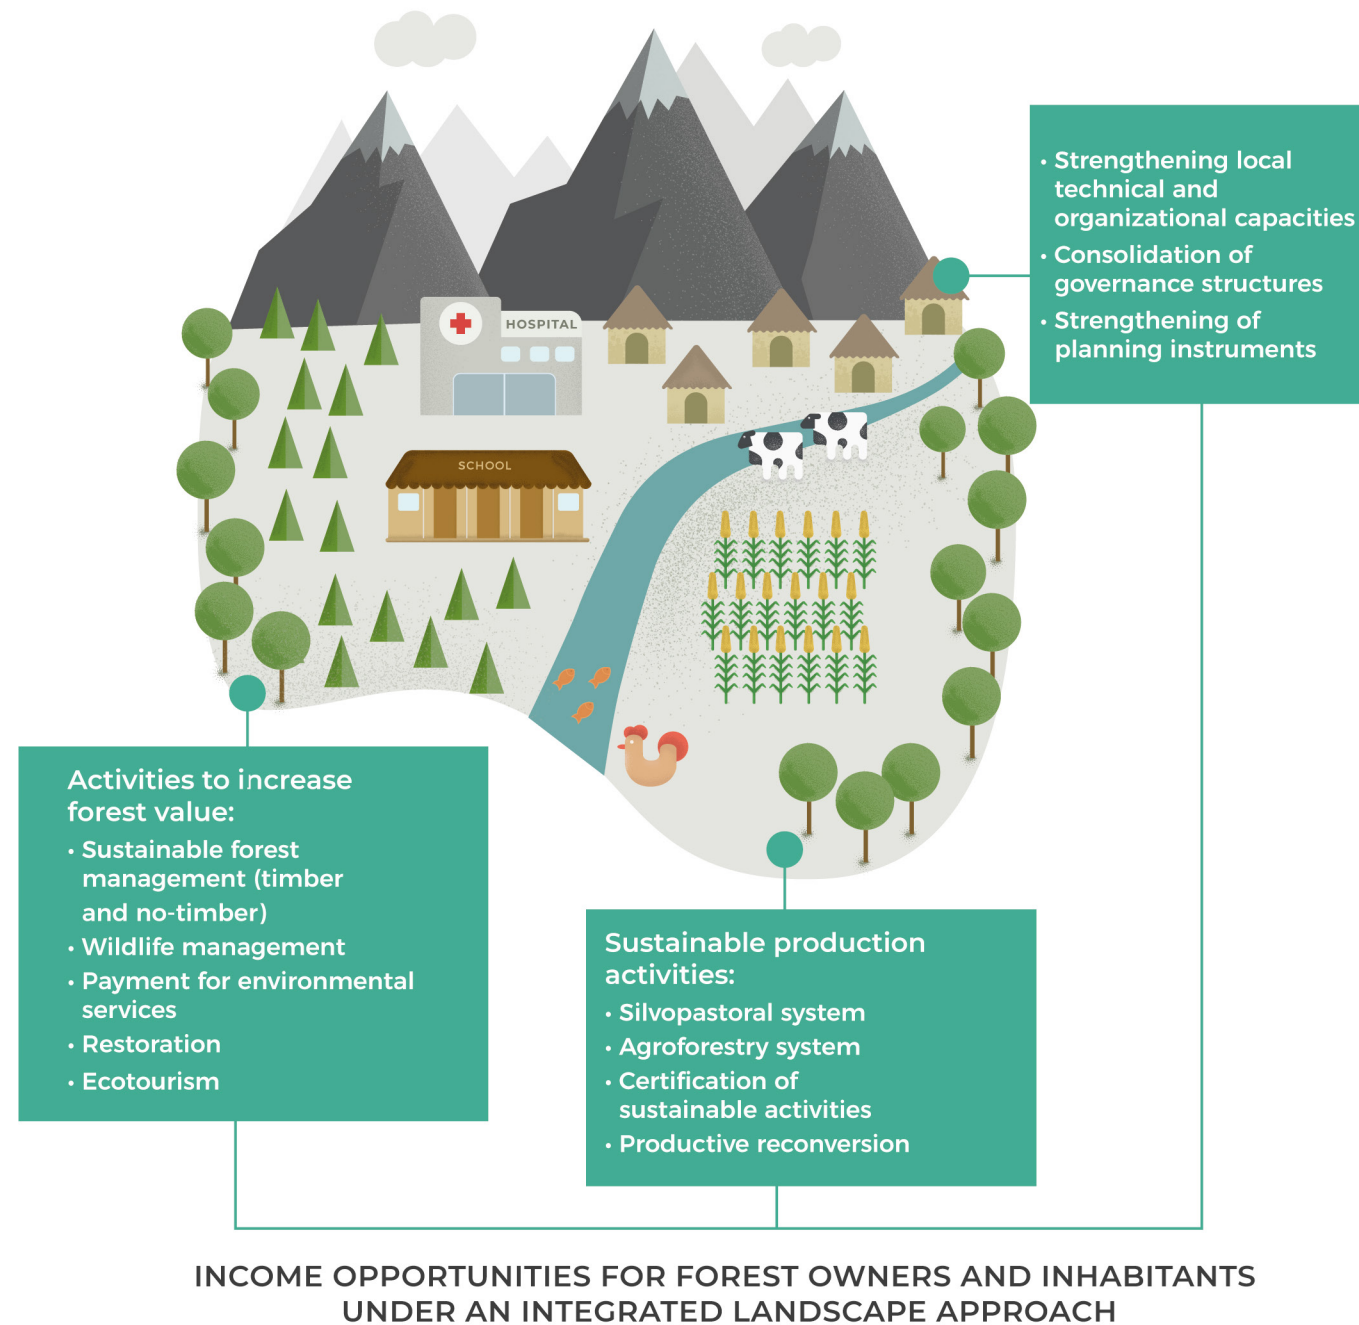 HOSPITAL
SCHOOL
• Strengthening local
technical and
organizational capacities
• Consolidation of
governance structures
• Strengthening of
planning instruments
Activities to increase
forest value:
• Sustainable forest
management (timber
and no-timber)
• Wildlife management
• Payment for environmental
services
• Restoration
• Ecotourism
Sustainable production
activities:
• Silvopastoral system
• Agroforestry system
• Certification of
sustainable activities
• Productive reconversion
INCOME OPPORTUNITIES FOR FOREST OWNERS AND INHABITANTS
UNDER AN INTEGRATED LANDSCAPE APPROACH